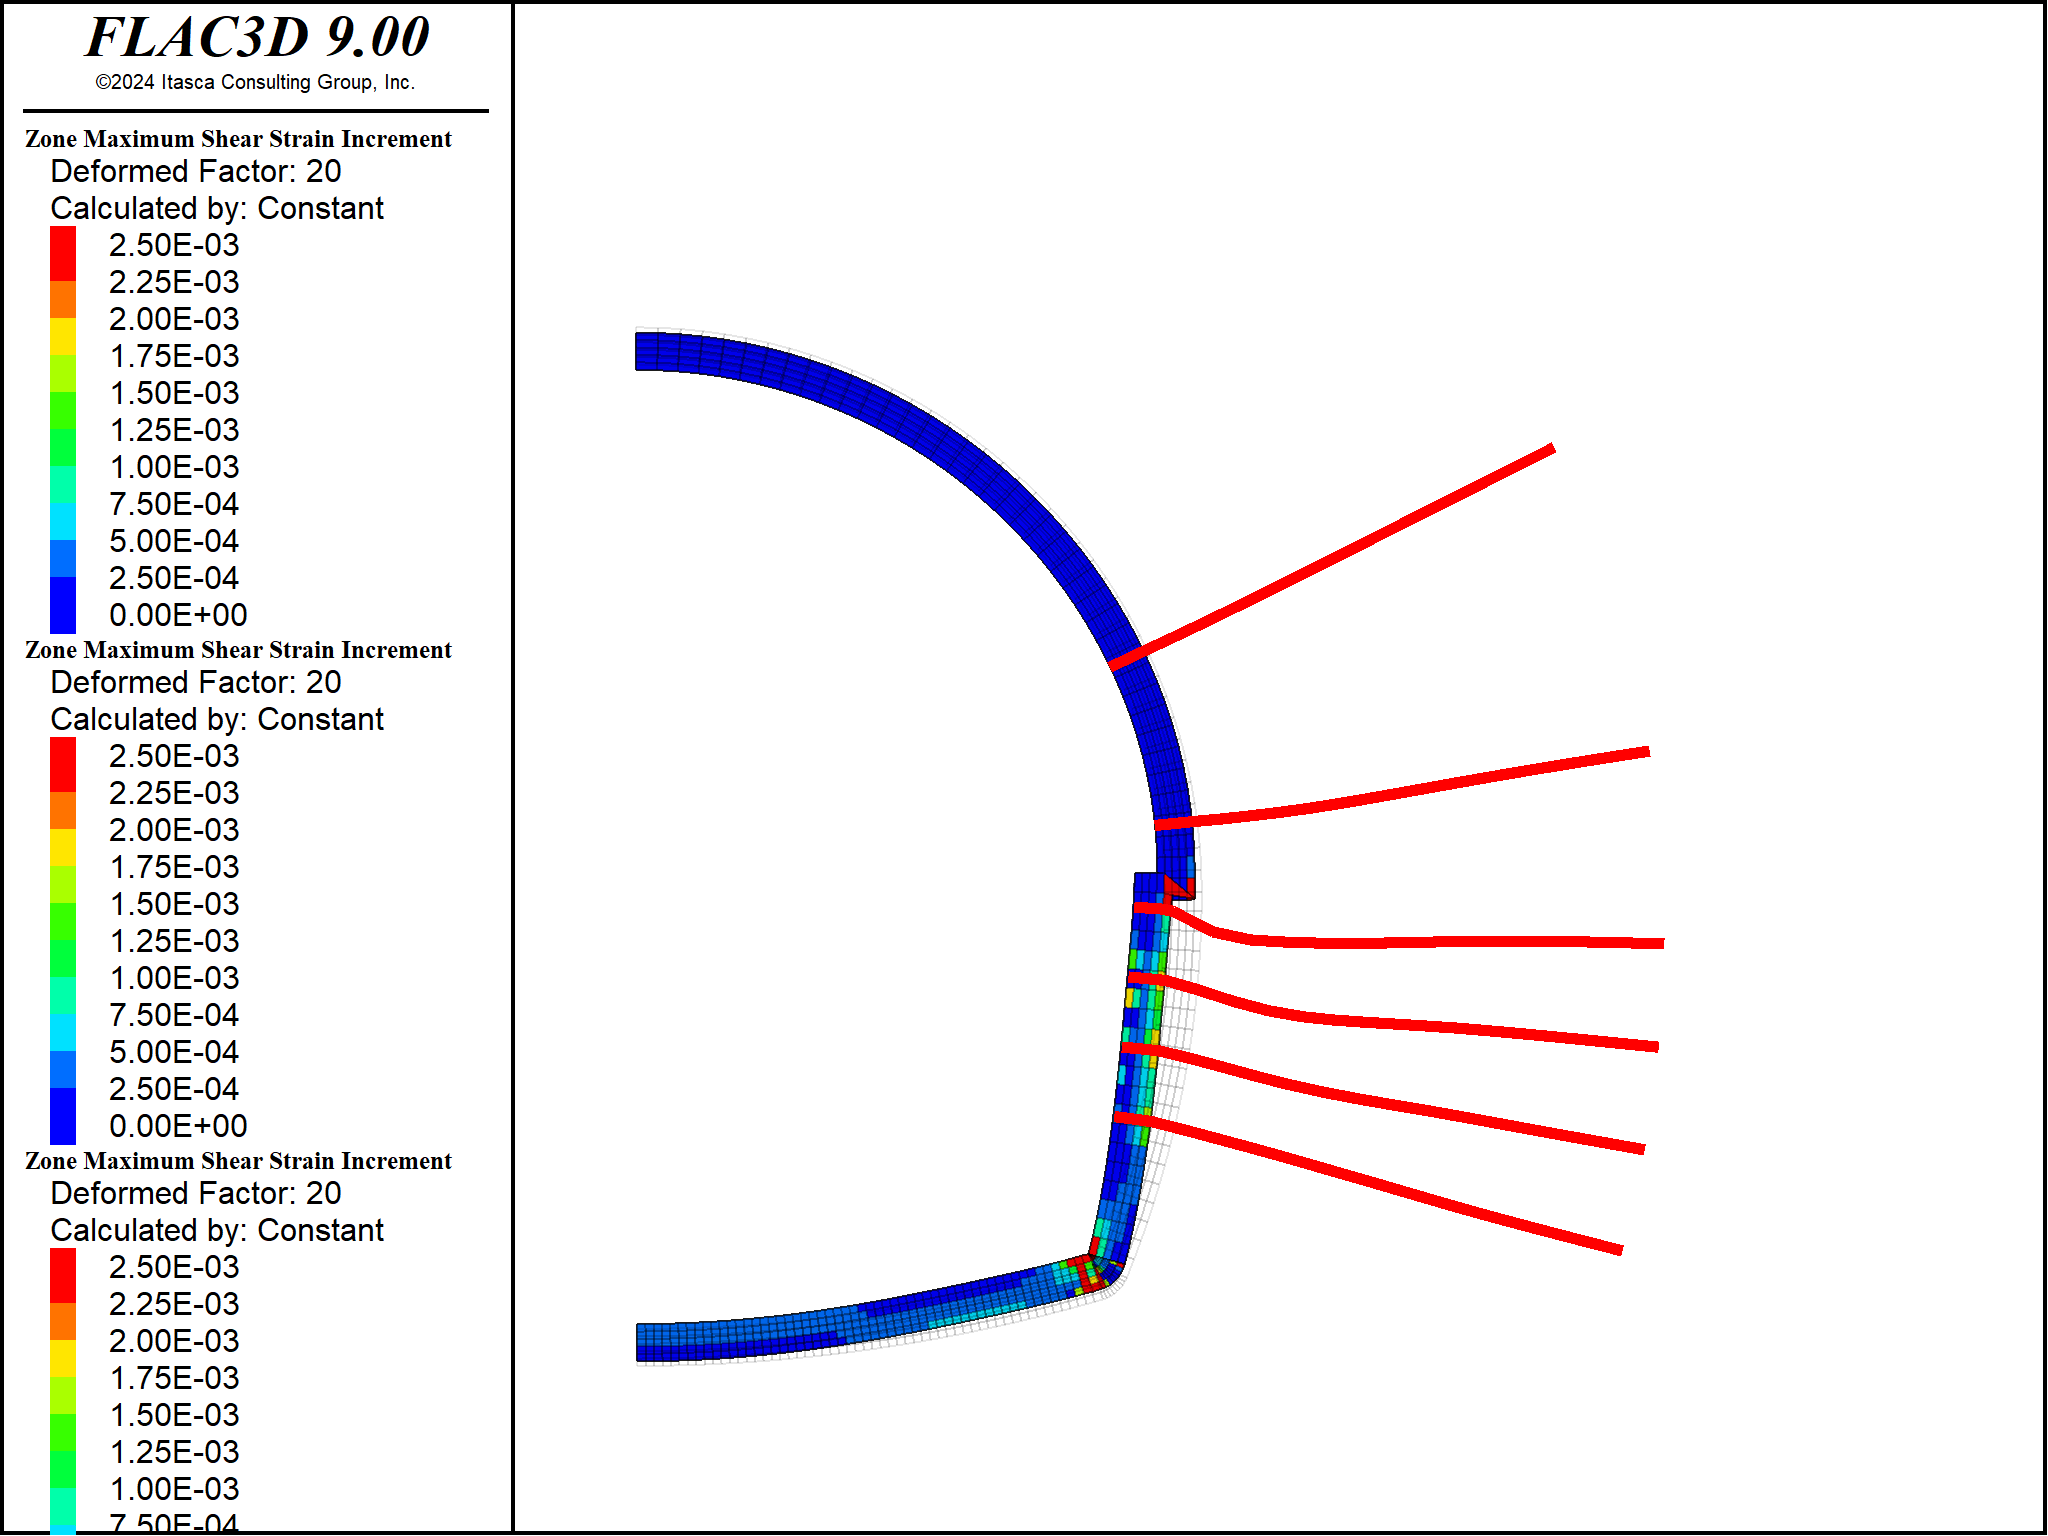 FLAC3D 9.00
©2024 Itasca Consulting Group, Inc.
Zone Maximum Shear Strain Increment
Deformed Factor: 20
Calculated by: Constant
2.50E-03
2.25E-03
2.00E-03
1.75E-03
1.50E-03
1.25E-03
1.00E-03
7.50E-04
5.00E-04
2.50E-04
0.00E+00
Zone Maximum Shear Strain Increment
Deformed Factor: 20
Calculated by: Constant
2.50E-03
2.25E-03
2.00E-03
1.75E-03
1.50E-03
1.25E-03
1.00E-03
7.50E-04
5.00E-04
2.50E-04
0.00E+00
Zone Maximum Shear Strain Increment
Deformed Factor: 20
Calculated by: Constant
2.50E-03
2.25E-03
2.00E-03
1.75E-03
1.50E-03
1.25E-03
1.00E-03
7.50E-04